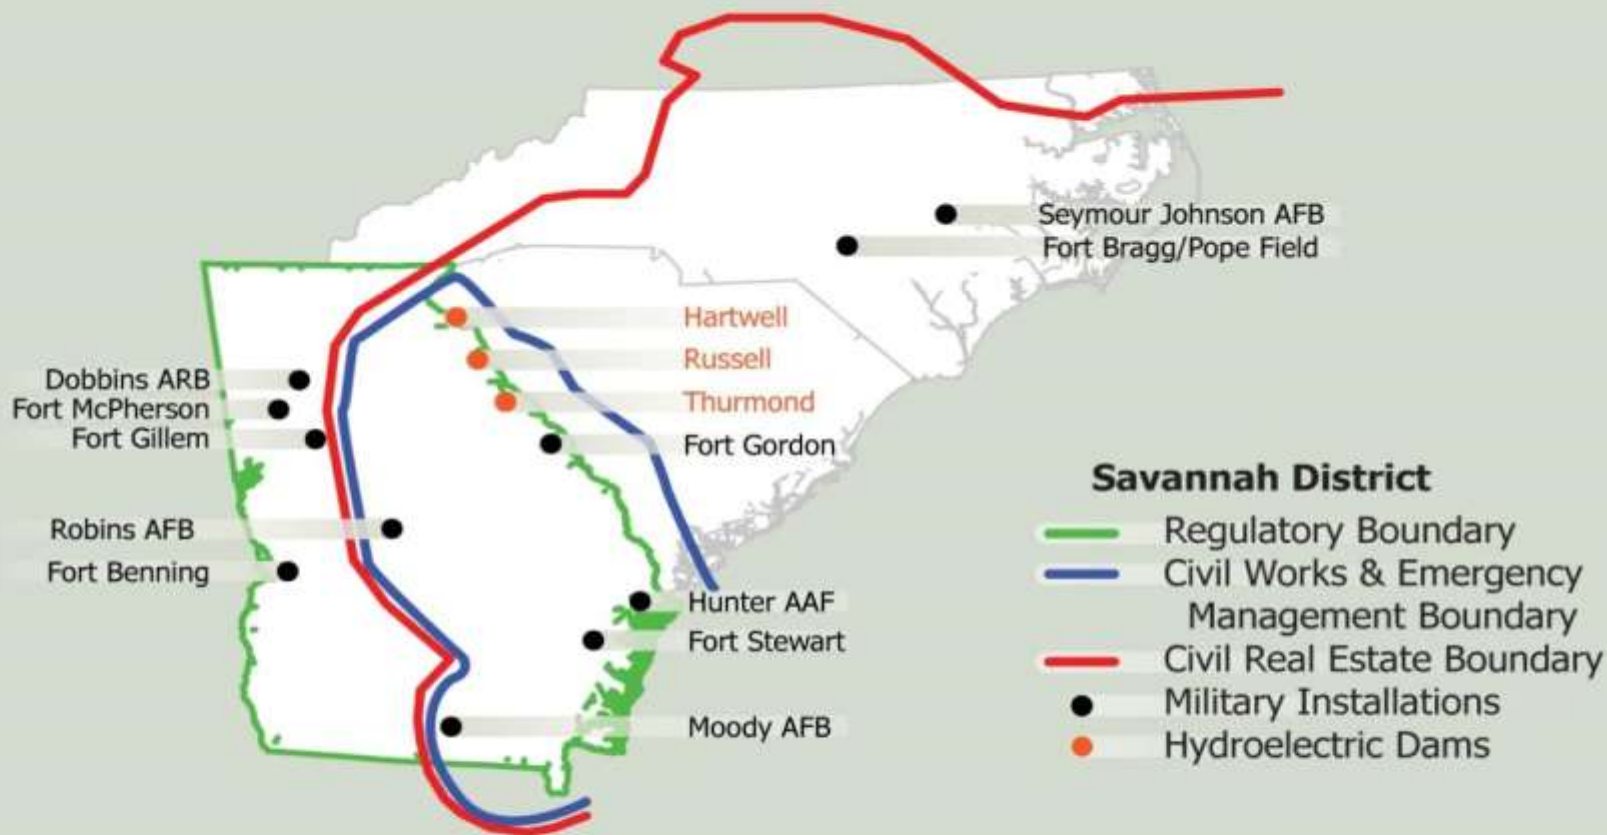 Seymour Johnson AFB
Fort Bragg/Pope Field
Hartwell
Russell
Thurmond
Fort Gordon
Dobbins ARB
Fort McPherson
Fort Gillem
Robins AFB
Fort Benning
Hunter AAF
Fort Stewart
Moody AFB
Savannah District
Regulatory Boundary
Civil Works & Emergency
Management Boundary
Civil Real Estate Boundary
Military Installations
Hydroelectric Dams